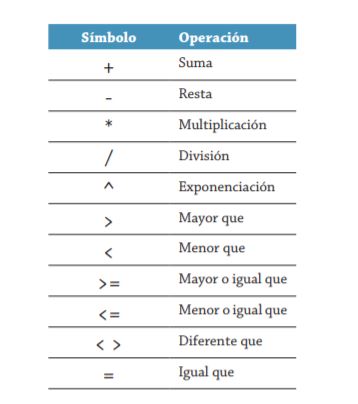 Símbolo Operación
+ Suma
- Resta
* Multiplicación
/ División
^ Exponenciación
> Mayor que
< Menor que
>= Mayor o igual que
<= Menor o igual que
< > Diferente que
= Igual que